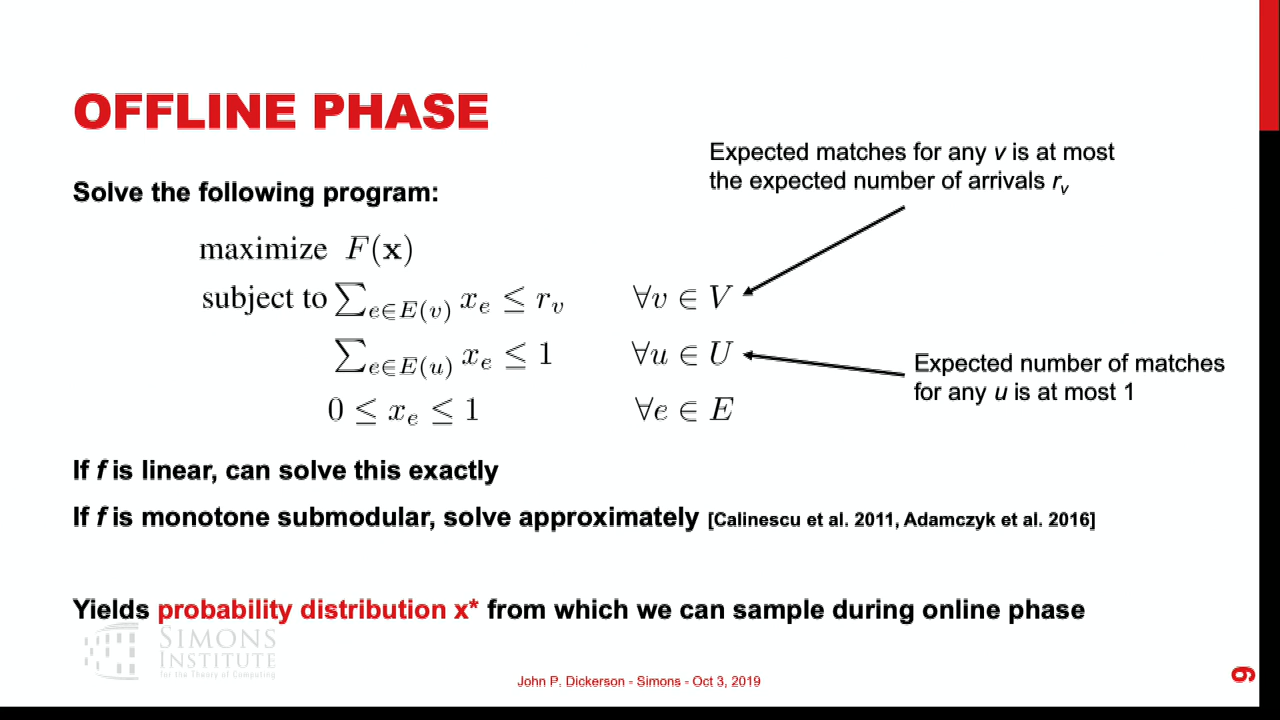 OFFLINE PHASE
Expected matches for any v is at most
the expected number of arrivals r_v
Solve the following program:
maximize F(x)
subject to ∑_{e∈E(v)} x_e ≤ r_v ∀v ∈ V
∑_{e∈E(u)} x_e ≤ 1 ∀u ∈ U
Expected number of matches
for any u is at most 1
0 ≤ x_e ≤ 1 ∀e ∈ E
If f is linear, can solve this exactly
If f is monotone submodular, solve approximately [Calinescu et al. 2011, Adamczyk et al. 2016]
Yields probability distribution x* from which we can sample during online phase
SIMONS
INSTITUTE
for the Theory of Computing
John P. Dickerson - Simons - Oct 3, 2019
9